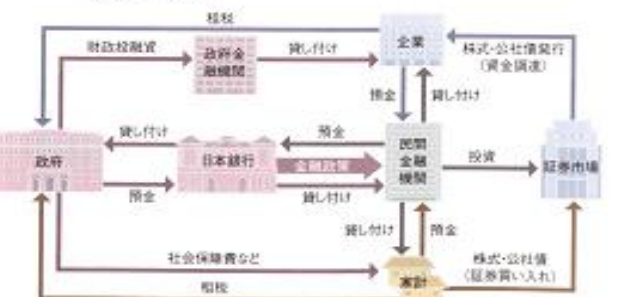 租税
企業
財政投融資
政府金
融機関
貸し付け
株式・公社債発行
(資金調達)
預金
貸し付け
貸し付け
預金
民間
金融
機関
政府
日本銀行
金融政策
投資
証券市場
預金
貸し付け
貸し付け
預金
社会保障費など
株式・公社債
(証券買い入れ)
家計
租税